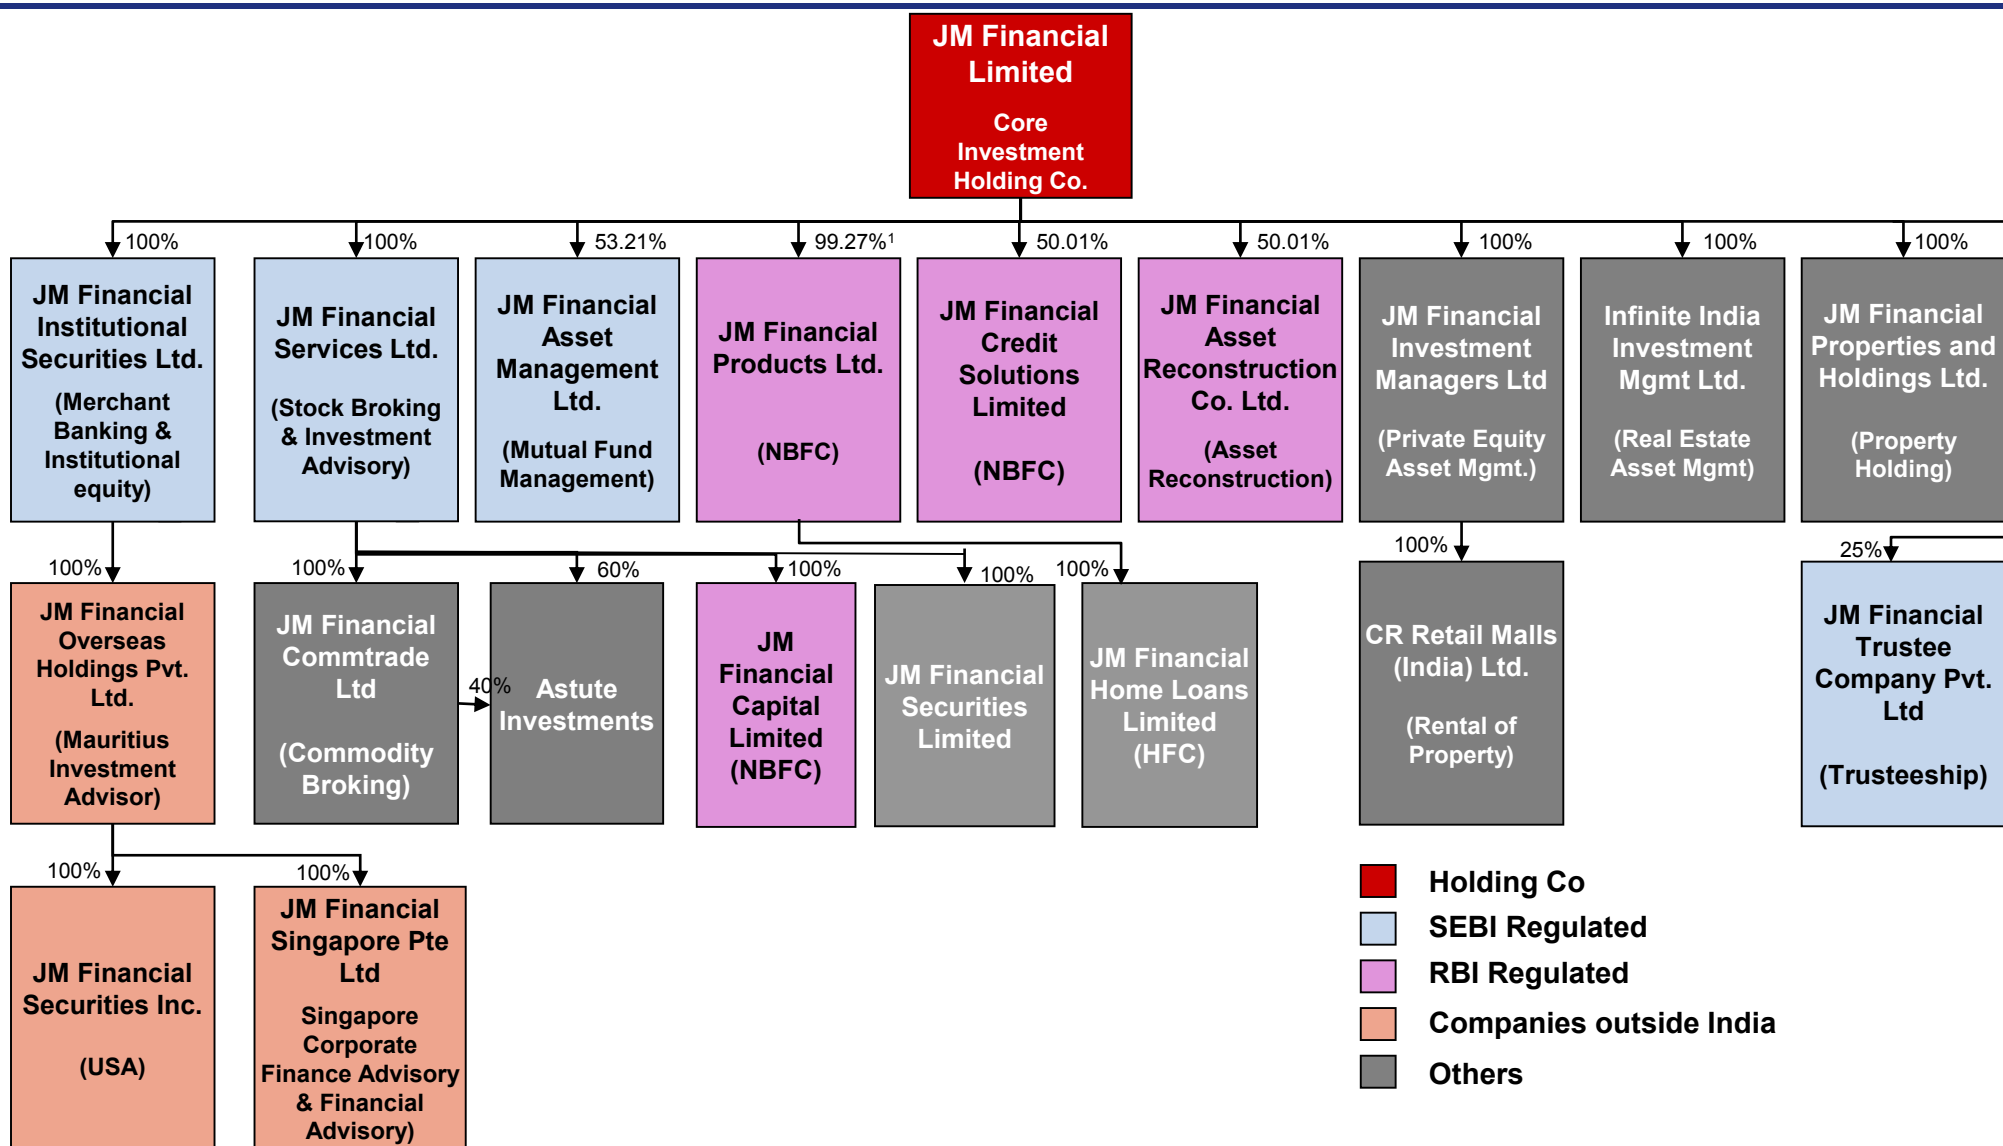 JM Financial
Limited
Core
Investment
Holding Co.
100%
100%
53.21%
99.27%¹
50.01%
50.01%
100%
100%
100%
JM Financial
Institutional
Securities Ltd.
(Merchant
Banking &
Institutional
equity)
JM Financial
Services Ltd.
(Stock Broking
& Investment
Advisory)
JM Financial
Asset
Management
Ltd.
(Mutual Fund
Management)
JM Financial
Products Ltd.
(NBFC)
JM Financial
Credit
Solutions
Limited
(NBFC)
JM Financial
Asset
Reconstruction
Co. Ltd.
(Asset
Reconstruction)
JM Financial
Investment
Managers Ltd
(Private Equity
Asset Mgmt.)
Infinite India
Investment
Mgmt Ltd.
(Real Estate
Asset Mgmt)
JM Financial
Properties and
Holdings Ltd.
(Property
Holding)
100%
100%
60%
100%
100%
100%
100%
25%
JM Financial
Overseas
Holdings Pvt.
Ltd.
(Mauritius
Investment
Advisor)
JM Financial
Commtrade
Ltd
(Commodity
Broking)
40%
Astute
Investments
JM
Financial
Capital
Limited
(NBFC)
JM Financial
Securities
Limited
JM Financial
Home Loans
Limited
(HFC)
CR Retail Malls
(India) Ltd.
(Rental of
Property)
JM Financial
Trustee
Company Pvt.
Ltd
(Trusteeship)
100%
100%
JM Financial
Securities Inc.
(USA)
JM Financial
Singapore Pte
Ltd
Singapore
Corporate
Finance Advisory
& Financial
Advisory)
Holding Co
SEBI Regulated
RBI Regulated
Companies outside India
Others